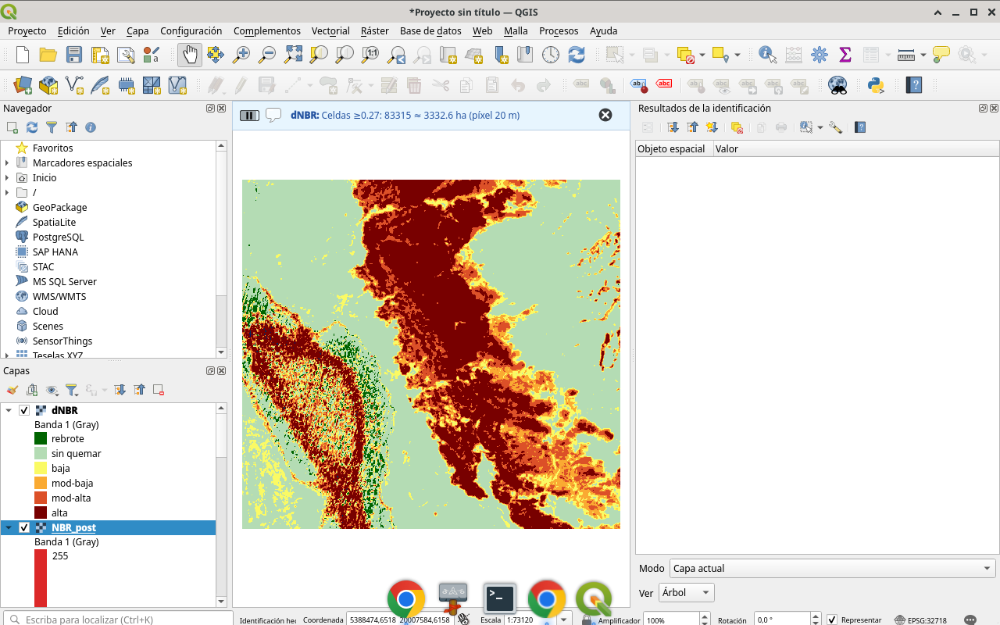 *Proyecto sin título — QGIS
Proyecto Edición Ver Capa Configuración Complementos Vectorial Ráster Base de datos Web Malla Procesos Ayuda
Navegador
Favoritos
Marcadores espaciales
Inicio
/
GeoPackage
SpatiaLite
PostgreSQL
SAP HANA
STAC
MS SQL Server
WMS/WMTS
Cloud
Scenes
SensorThings
Teselas XYZ
Capas
dNBR
Banda 1 (Gray)
rebrote
sin quemar
baja
mod-baja
mod-alta
alta
NBR_post
Banda 1 (Gray)
255
dNBR: Celdas ≥0.27: 83315 ≈ 3332.6 ha (píxel 20 m)
Resultados de la identificación
Objeto espacial Valor
Modo Capa actual
Ver Árbol
Escriba para localizar (Ctrl+K)
Identificación
Coordenada 5388474,6518 20007584,6158
Escala 1:73120
Amplificador 100%
Rotación 0,0 °
Representar
EPSG:32718